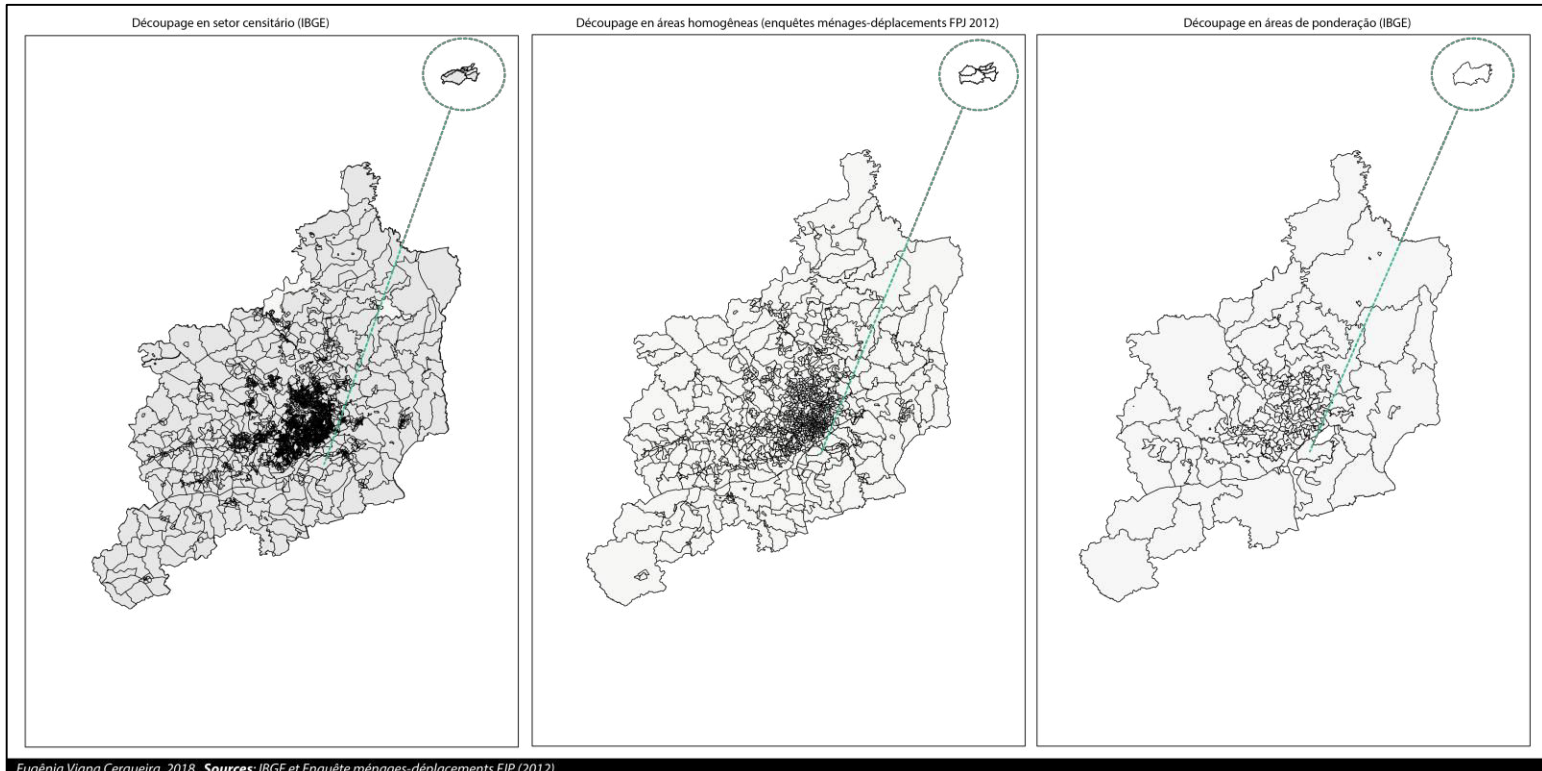 Découpage en setor censitário (IBGE)
Découpage en áreas homogêneas (enquêtes ménages-déplacements FPJ 2012)
Découpage en áreas de ponderação (IBGE)
Eugênia Viana Cerqueira, 2018. Sources: IBGE et Enquête ménages-déplacements FJP (2012)